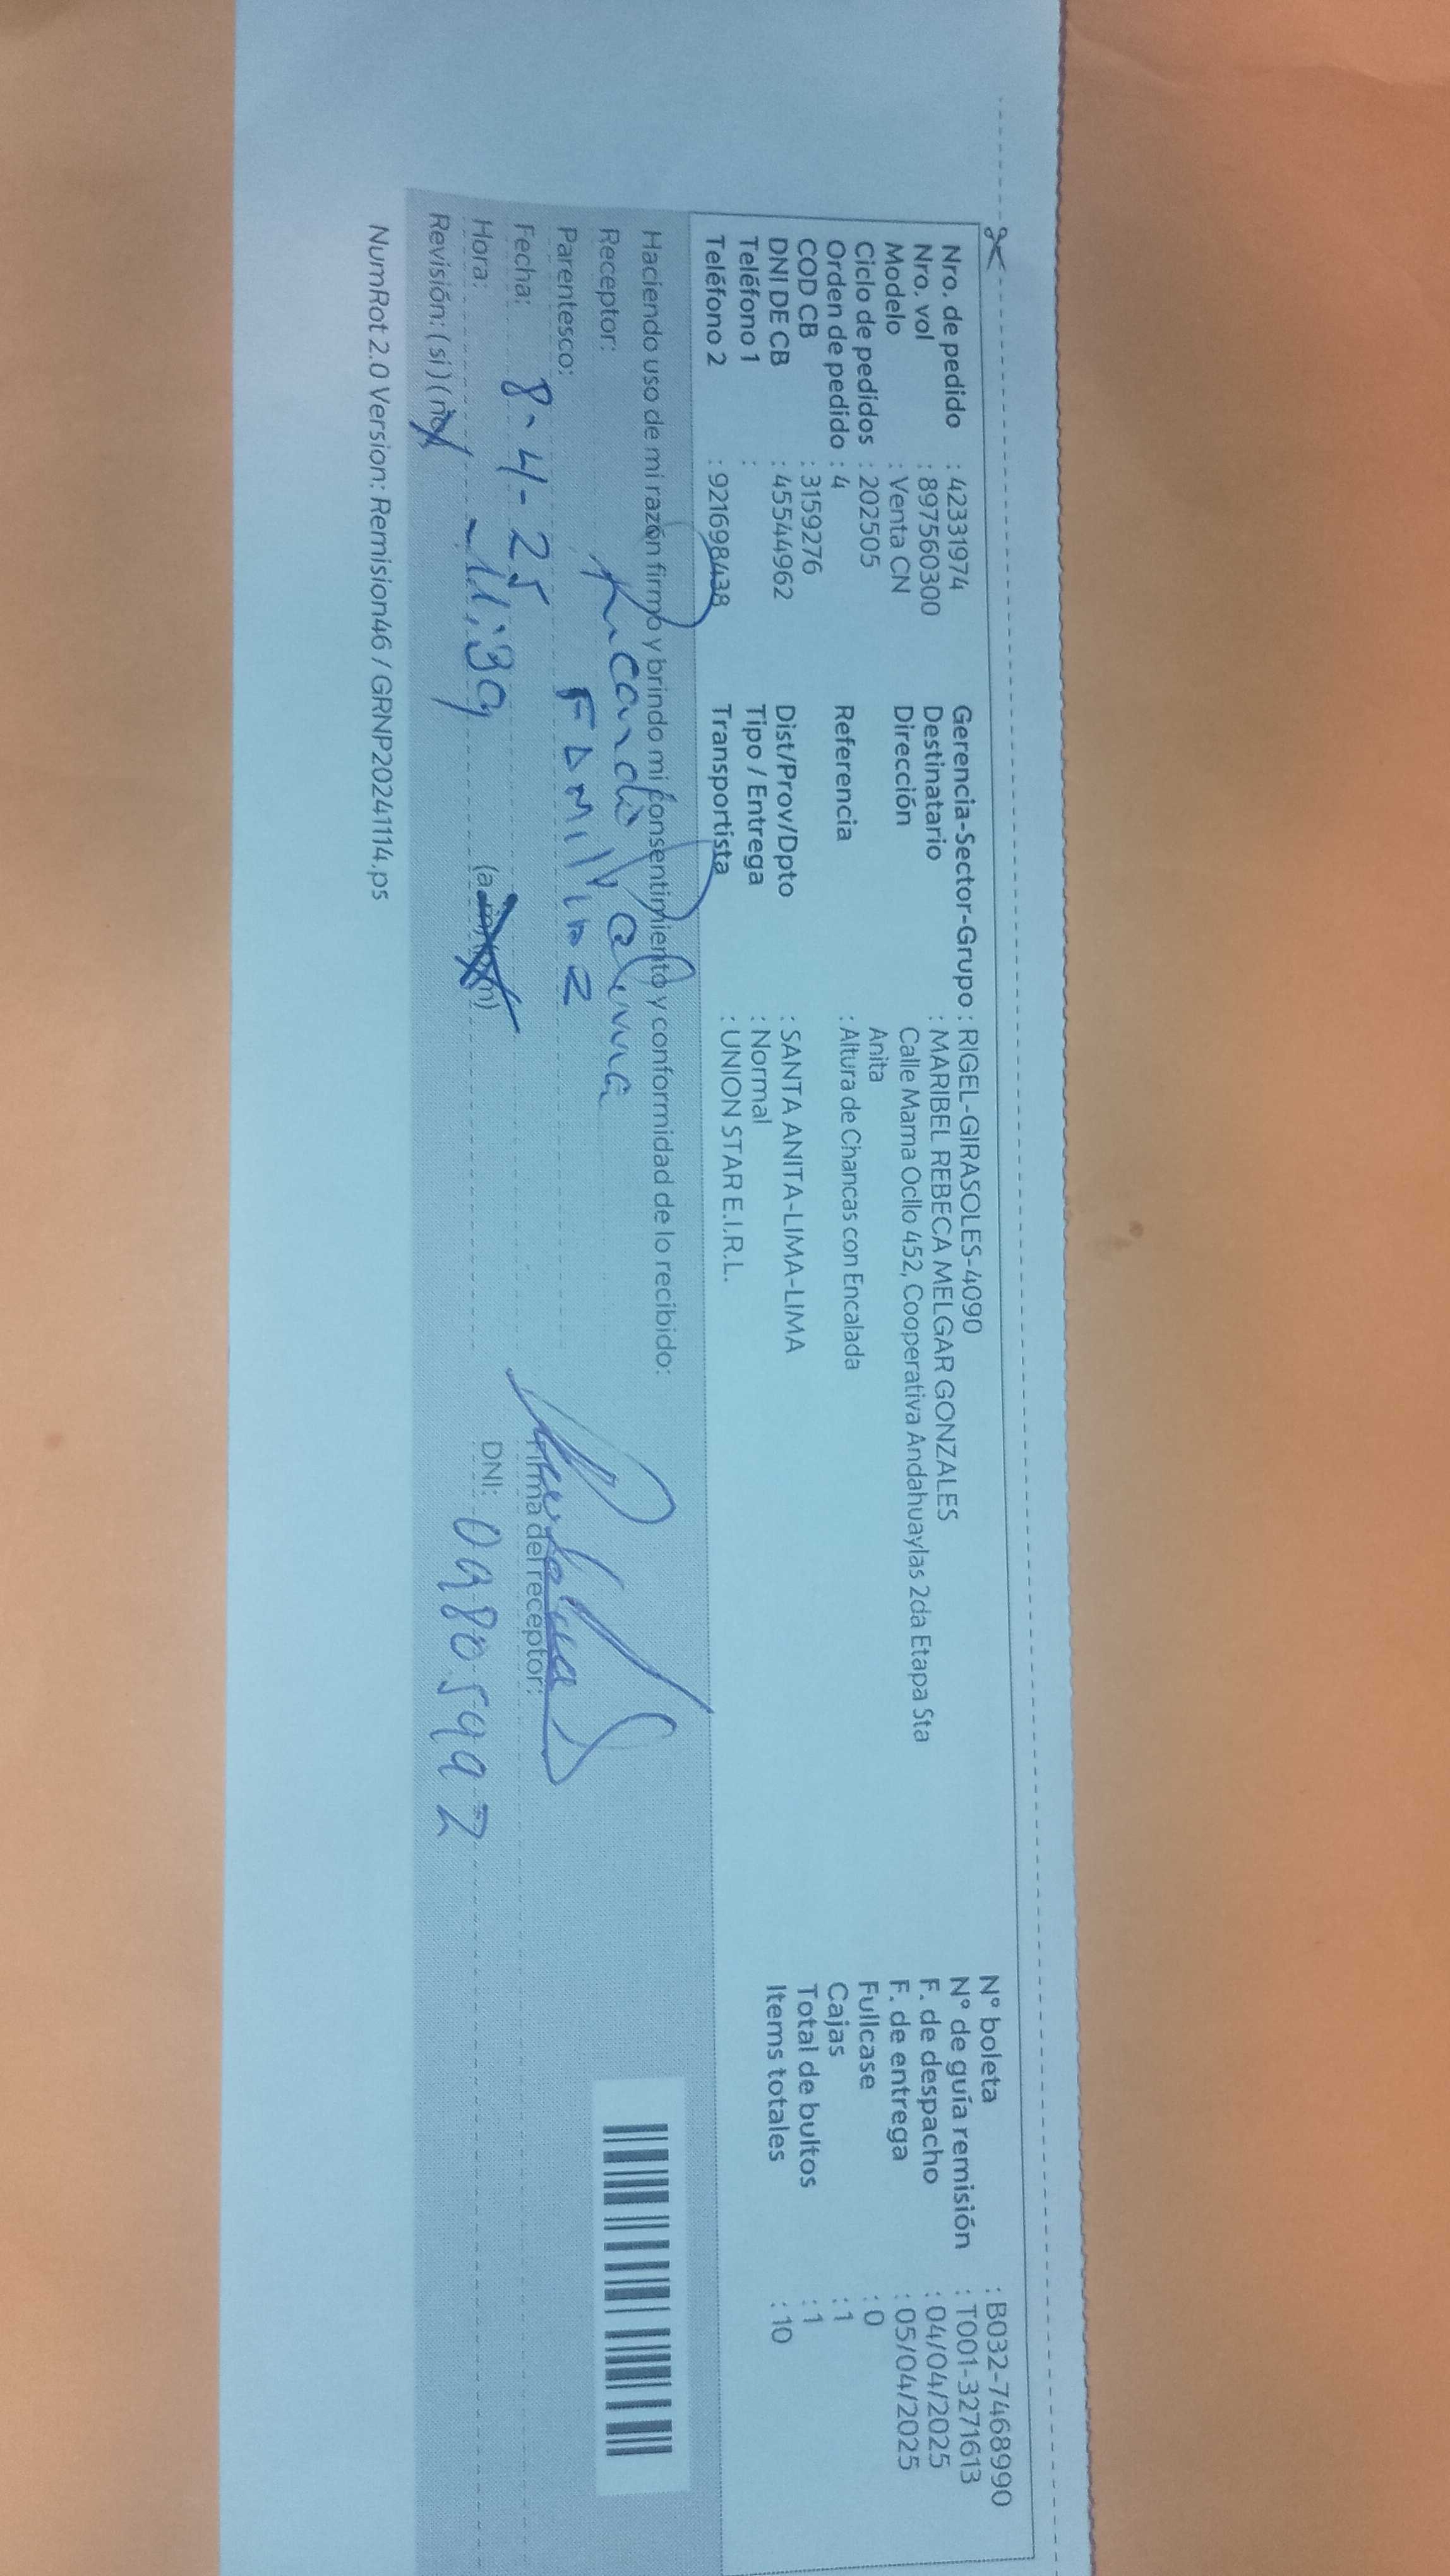 Nro. de pedido : 42331974
Nro. vol : 897560300
Modelo : Venta CN
Ciclo de pedidos : 202505
Orden de pedido : 4
COD CB : 3159276
DNI DE CB : 45544962
Teléfono 1 :
Teléfono 2 : 921698438
Gerencia-Sector-Grupo : RIGEL-GIRASOLES-4090
Destinatario : MARIBEL REBECA MELGAR GONZALES
Dirección Calle Mama Ocllo 452, Cooperativa Andahuaylas 2da Etapa Sta
Anita
Referencia : Altura de Chancas con Encalada
Dist/Prov/Dpto : SANTA ANITA-LIMA-LIMA
Tipo / Entrega : Normal
Transportista : UNION STAR E.I.R.L.
N° boleta : B032-7468990
N° de guía remisión : T001-3271613
F. de despacho : 04/04/2025
F. de entrega : 05/04/2025
Fullcase : 0
Cajas : 1
Total de bultos : 1
Items totales : 10
Haciendo uso de mi razón firmo y brindo mi consentimiento y conformidad de lo recibido:
Receptor: Ricardo
Parentesco:
Fecha: 8-4-25
Hora: 11:39 (a.m) (p.m)
Revisión: (si) (no)
Firma del receptor:
DNI: 09805992
NumRot 2.0 Version: Remision46 / GRNP20241114.ps